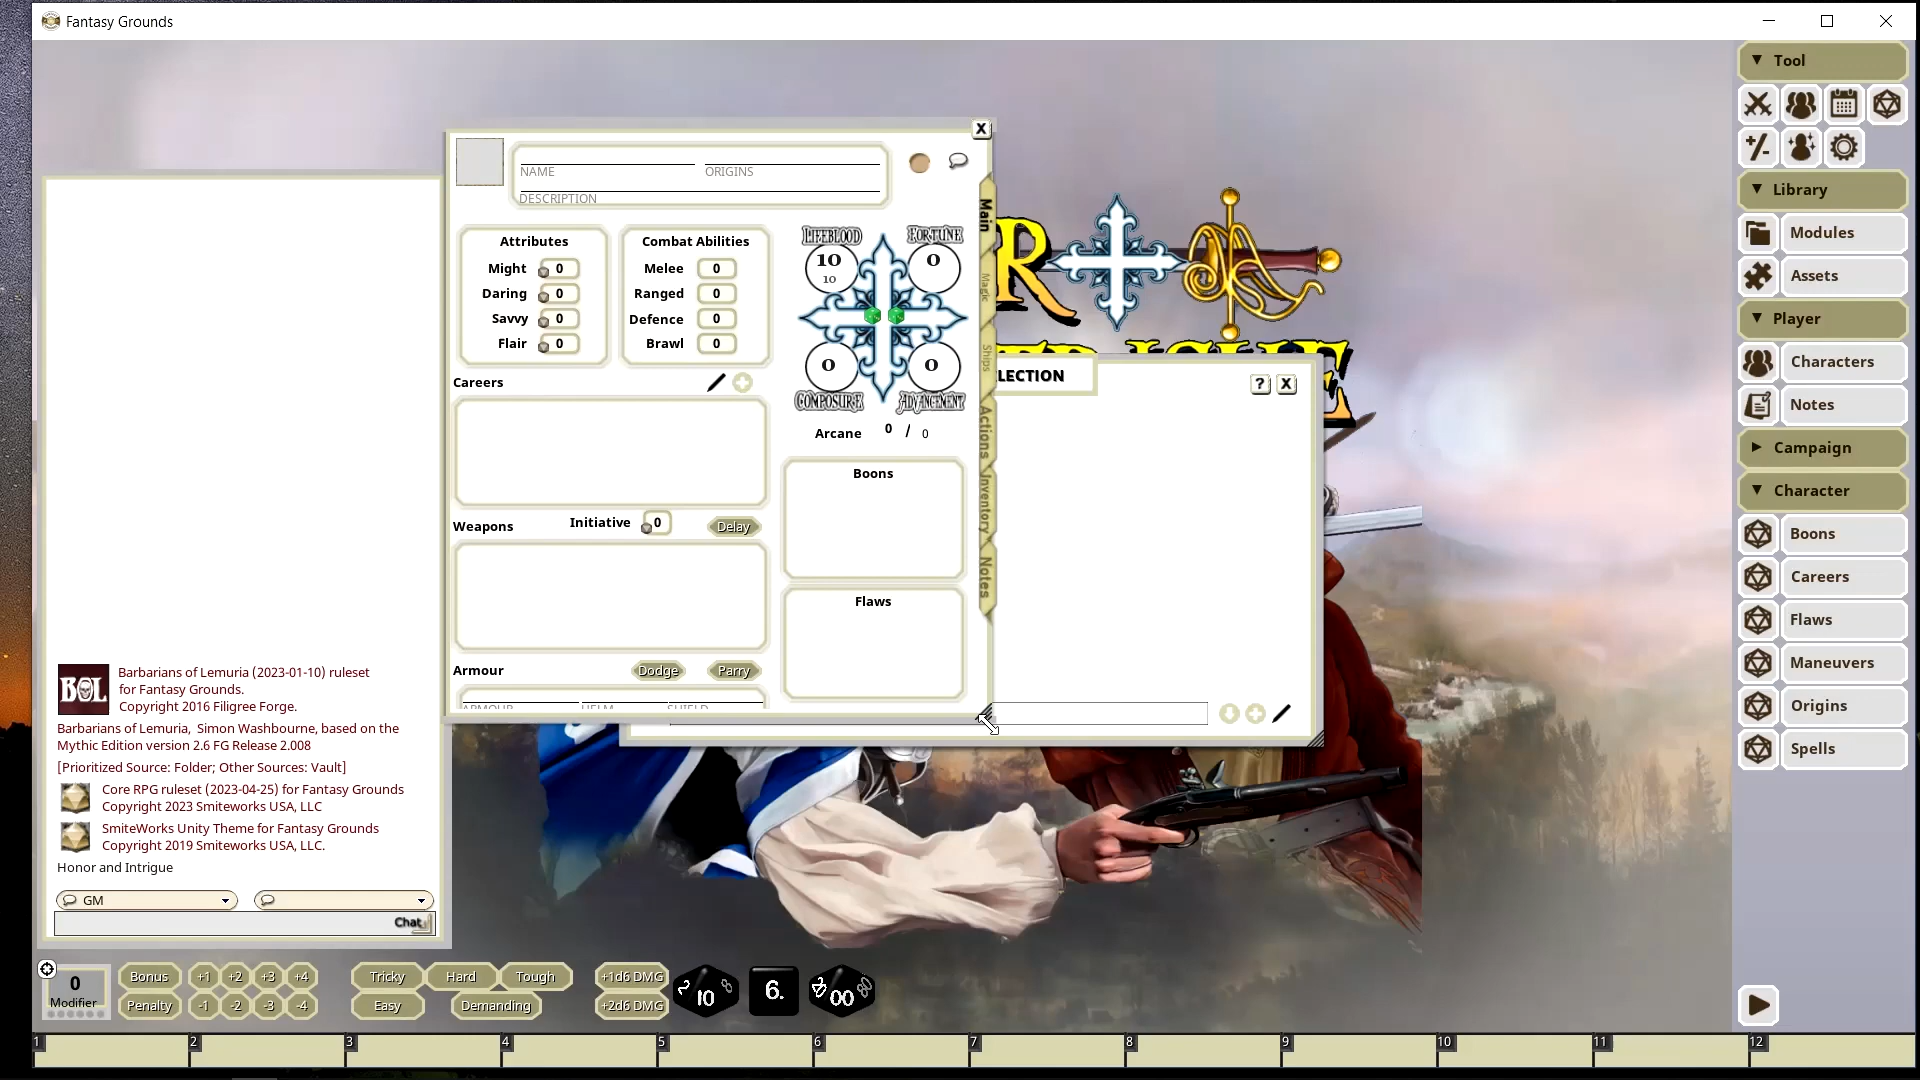 Fantasy Grounds
Tool
Library
Modules
Assets
Player
Characters
Notes
Campaign
Character
Boons
Careers
Flaws
Maneuvers
Origins
Spells
X
NAME
ORIGINS
DESCRIPTION
Attributes
Might 0
Daring 0
Savvy 0
Flair 0
Combat Abilities
Melee 0
Ranged 0
Defence 0
Brawl 0
LIFEBLOOD
10
10
FORTUNE
0
0
COMPOSURE
0
ADVANCEMENT
Arcane 0 / 0
Careers
Weapons
Initiative 0
Delay
Armour
Dodge
Parry
ARMOUR
HELM
SHIELD
Boons
Flaws
Main
Magic
Ships
Actions
Inventory
Notes
R
LECTION
? X
BOL
Barbarians of Lemuria (2023-01-10) ruleset
for Fantasy Grounds.
Copyright 2016 Filigree Forge.
Barbarians of Lemuria, Simon Washbourne, based on the
Mythic Edition version 2.6 FG Release 2.008
[Prioritized Source: Folder; Other Sources: Vault]
Core RPG ruleset (2023-04-25) for Fantasy Grounds
Copyright 2023 Smiteworks USA, LLC
SmiteWorks Unity Theme for Fantasy Grounds
Copyright 2019 Smiteworks USA, LLC.
Honor and Intrigue
GM
Chat
0
Modifier
Bonus +1 +2 +3 +4
Penalty -1 -2 -3 -4
Tricky Hard Tough
Easy Demanding
+1d6 DMG
+2d6 DMG
10
6.
00
1 2 3 4 5 6 7 8 9 10 11 12